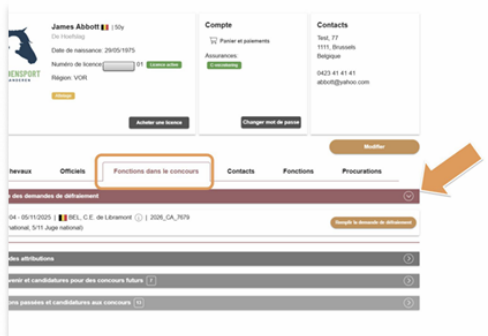 James Abbott | 50y
De Hoefslag
Date de naissance: 29/05/1975
Numéro de licence: 01 Licence active
Région: VOR
Acheter une licence
Compte
Panier et paiements
Assurances
Changer mot de passe
Contacts
Test, 77
1111, Brussels
Belgique
0423 41 41 41
abbott@yahoo.com
Modifier
hevaux Officiels Fonctions dans le concours Contacts Fonctions Procurations
des demandes de défraiement
04 - 05/11/2025 | BEL, C.E. de Libramont | 2026_CA_7679
national, 5/11 Juge national)
Remplir la demande de défraiement
des attributions
venir et candidatures pour des concours futurs 7
ons passées et candidatures aux concours